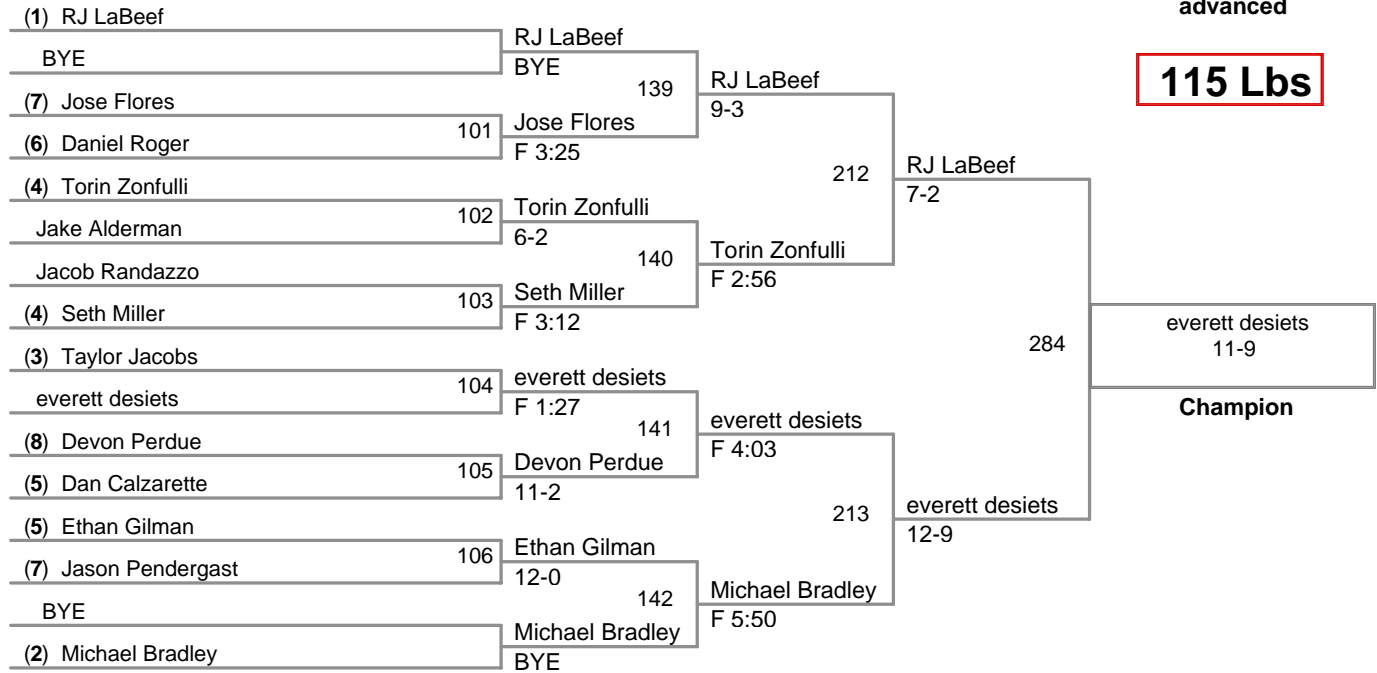 (1) RJ LaBeef
BYE
(7) Jose Flores
(6) Daniel Roger
(4) Torin Zonfulli
Jake Alderman
Jacob Randazzo
(4) Seth Miller
(3) Taylor Jacobs
everett desiets
(8) Devon Perdue
(5) Dan Calzarette
(5) Ethan Gilman
(7) Jason Pendergast
BYE
(2) Michael Bradley
RJ LaBeef
BYE
101
Jose Flores
F 3:25
102
Torin Zonfulli
6-2
103
Seth Miller
F 3:12
104
everett desiets
F 1:27
105
Devon Perdue
11-2
106
Ethan Gilman
12-0
Michael Bradley
BYE
139
RJ LaBeef
9-3
140
Torin Zonfulli
F 2:56
141
everett desiets
F 4:03
142
Michael Bradley
F 5:50
212
RJ LaBeef
7-2
213
everett desiets
12-9
284
everett desiets
11-9
Champion
advanced
115 Lbs